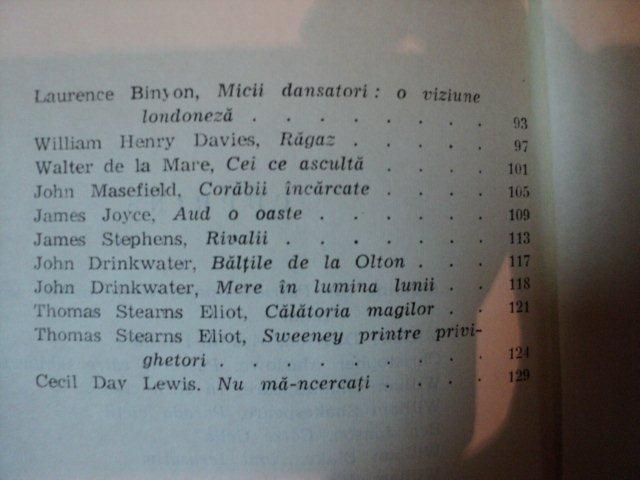 Laurence Binyon, Micii dansatori : o viziune
londoneză . . . . . . . 93
William Henry Davies, Răgaz . . . . . 97
Walter de la Mare, Cei ce ascultă . . . . 101
John Masefield, Corăbii încărcate . . . . 105
James Joyce, Aud o oaste . . . . . . 109
James Stephens, Rivalii . . . . . . . 113
John Drinkwater, Bălțile de la Olton . . . 117
John Drinkwater, Mere în lumina lunii . . 118
Thomas Stearns Eliot, Călătoria magilor . . 121
Thomas Stearns Eliot, Sweeney printre privi-
ghetori . . . . . . . . 124
Cecil Day Lewis. Nu mă-ncercați . . . . 129